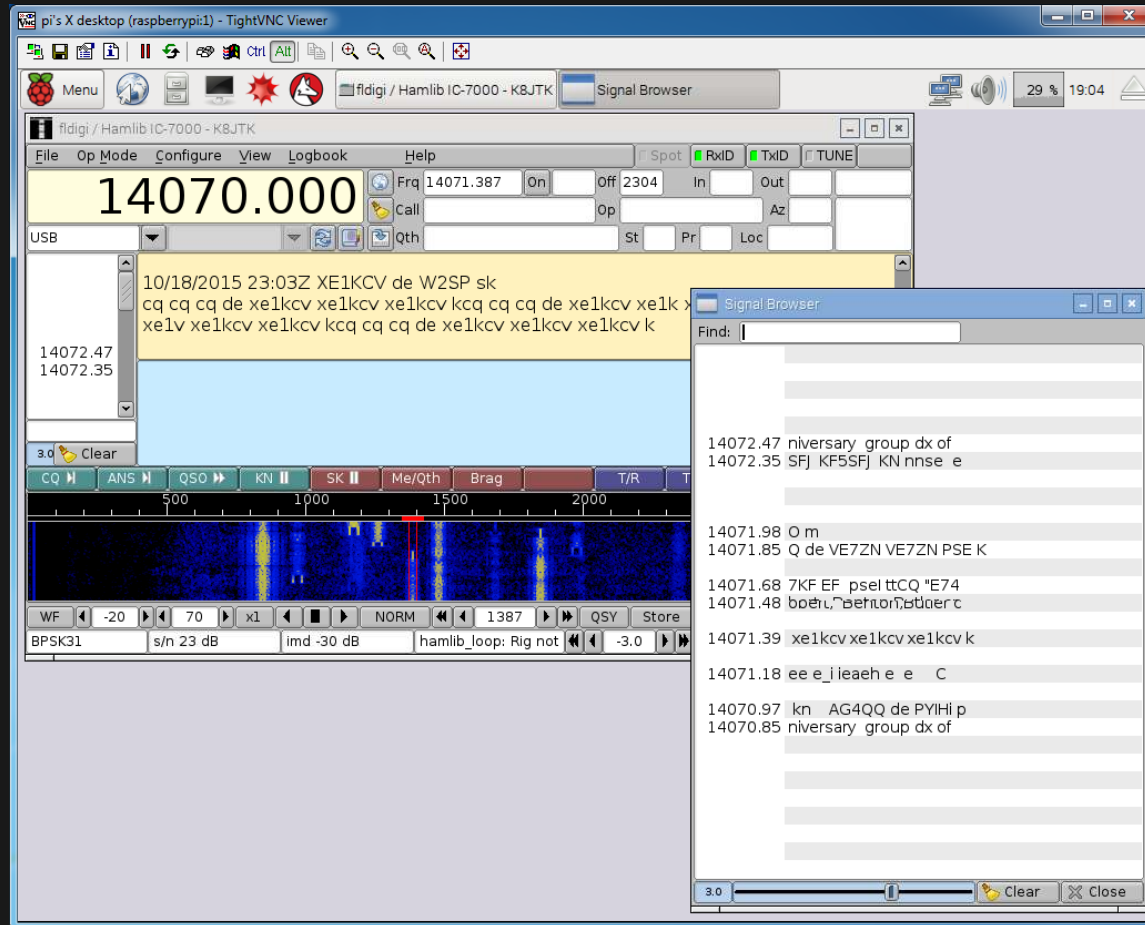 pi's X desktop (raspberrypi:1) - TightVNC Viewer
Ctrl Alt
Menu fldigi / Hamlib IC-7000 - K8JTK Signal Browser 29 % 19:04
fldigi / Hamlib IC-7000 - K8JTK
File Op Mode Configure View Logbook Help Spot RxID TxID TUNE
14070.000
Frq 14071.387 On Off 2304 In Out
Call Op Az
USB Qth St Pr Loc
10/18/2015 23:03Z XE1KCV de W2SP sk
cq cq cq de xe1kcv xe1kcv xe1kcv kcq cq cq de xe1kcv xe1k
xe1v xe1kcv xe1kcv kcq cq cq de xe1kcv xe1kcv xe1kcv k
14072.47
14072.35
3.0 Clear
CQ ANS QSO KN SK Me/Qth Brag T/R
500 1000 1500 2000
WF -20 70 x1 NORM 1387 QSY Store
BPSK31 s/n 23 dB imd -30 dB hamlib_loop: Rig not -3.0
Signal Browser
Find:
14072.47 niversary group dx of
14072.35 SFJ KF5SFJ KN nnse e
14071.98 O m
14071.85 Q de VE7ZN VE7ZN PSE K
14071.68 7KF EF psel ttCQ "E74
14071.48
14071.39 xe1kcv xe1kcv xe1kcv k
14071.18 ee e_i ieaeh e e C
14070.97 kn AG4QQ de PYIHi p
14070.85 niversary group dx of
3.0 Clear Close